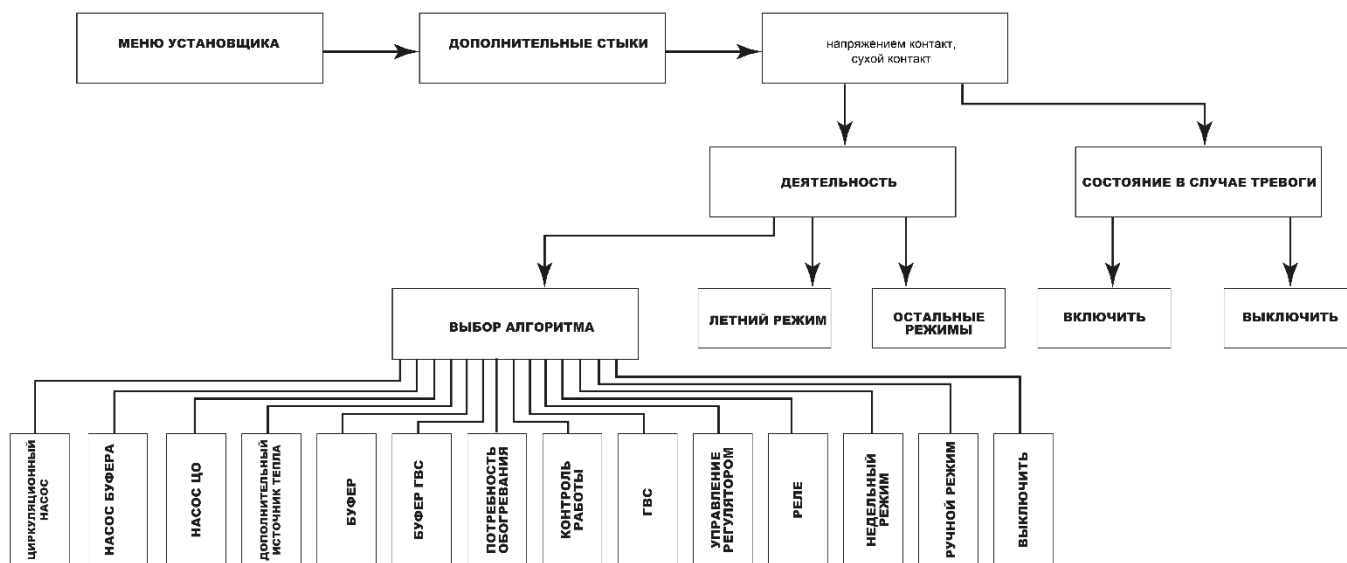 МЕНЮ УСТАНОВЩИКА
ДОПОЛНИТЕЛЬНЫЕ СТЫКИ
напряжением контакт,
сухой контакт
ДЕЯТЕЛЬНОСТЬ
СОСТОЯНИЕ В СЛУЧАЕ ТРЕВОГИ
ВЫБОР АЛГОРИТМА
ЛЕТНИЙ РЕЖИМ
ОСТАЛЬНЫЕ
РЕЖИМЫ
ВКЛЮЧИТЬ
ВЫКЛЮЧИТЬ
ЦИРКУЛЯЦИОННЫЙ
НАСОС
НАСОС БУФЕРА
НАСОС ЦО
ДОПОЛНИТЕЛЬНЫЙ
ИСТОЧНИК ТЕПЛА
БУФЕР
БУФЕР ГВС
ПОТРЕБНОСТЬ
ОБОГРЕВАНИЯ
КОНТРОЛЬ
РАБОТЫ
ГВС
УПРАВЛЕНИЕ
РЕГУЛЯТОРОМ
РЕЛЕ
НЕДЕЛЬНЫЙ
РЕЖИМ
РУЧНОЙ РЕЖИМ
ВЫКЛЮЧИТЬ